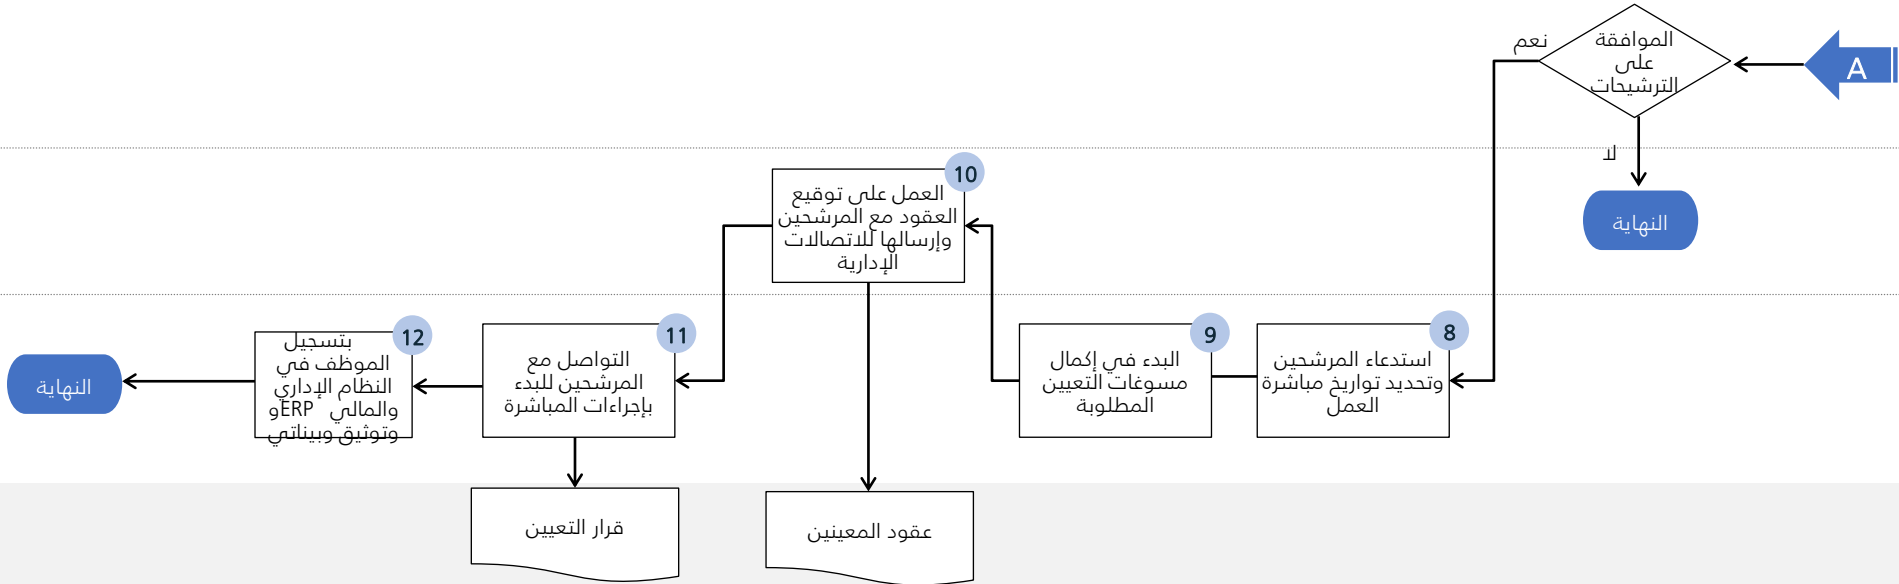 A
الموافقة
على
الترشيحات
نعم
لا
النهاية
8
استدعاء المرشحين
وتحديد تواريخ مباشرة
العمل
9
البدء في إكمال
مسوغات التعيين
المطلوبة
10
العمل على توقيع
العقود مع المرشحين
وإرسالها للاتصالات
الإدارية
11
التواصل مع
المرشحين للبدء
بإجراءات المباشرة
12
بتسجيل
الموظف في
النظام الإداري
والمالي ERPو
وتوثيق وبيناتي
النهاية
عقود المعينين
قرار التعيين